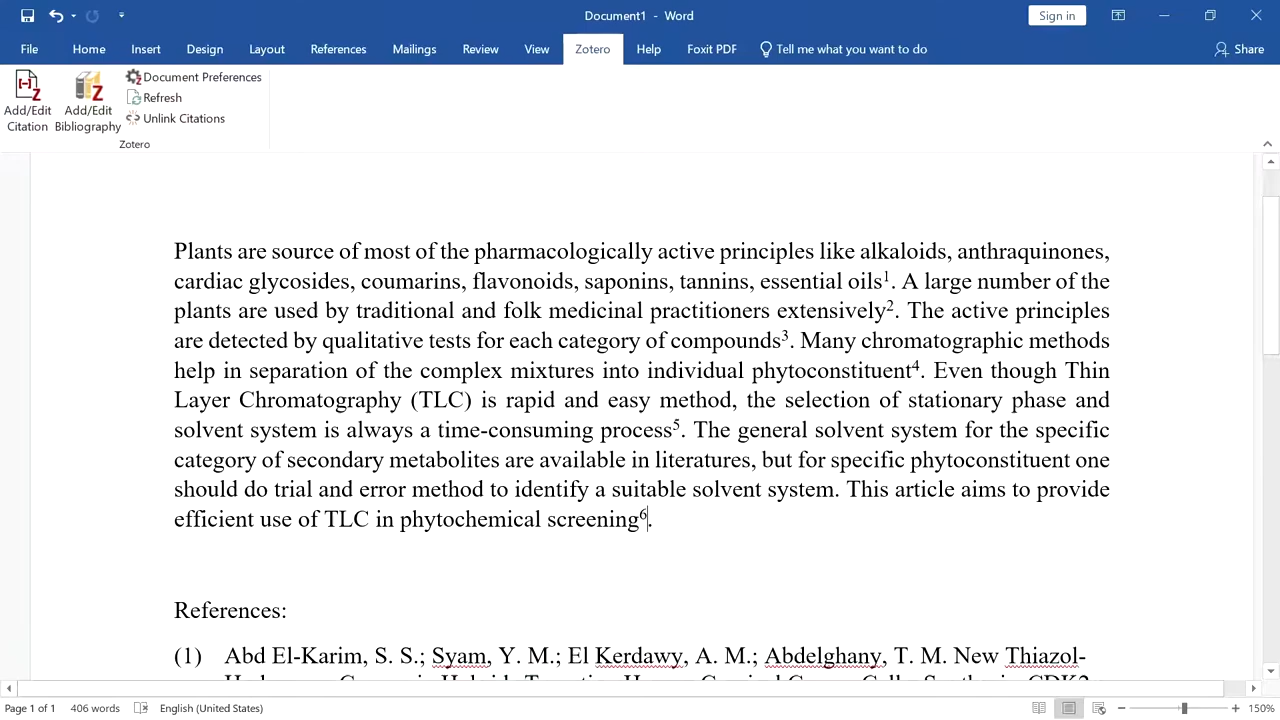 Document1 - Word
Sign in
File Home Insert Design Layout References Mailings Review View Zotero Help Foxit PDF Tell me what you want to do Share
Add/Edit Citation
Add/Edit Bibliography
Document Preferences
Refresh
Unlink Citations
Zotero
Plants are source of most of the pharmacologically active principles like alkaloids, anthraquinones,
cardiac glycosides, coumarins, flavonoids, saponins, tannins, essential oils¹. A large number of the
plants are used by traditional and folk medicinal practitioners extensively². The active principles
are detected by qualitative tests for each category of compounds³. Many chromatographic methods
help in separation of the complex mixtures into individual phytoconstituent⁴. Even though Thin
Layer Chromatography (TLC) is rapid and easy method, the selection of stationary phase and
solvent system is always a time-consuming process⁵. The general solvent system for the specific
category of secondary metabolites are available in literatures, but for specific phytoconstituent one
should do trial and error method to identify a suitable solvent system. This article aims to provide
efficient use of TLC in phytochemical screening⁶.
References:
(1) Abd El-Karim, S. S.; Syam, Y. M.; El Kerdawy, A. M.; Abdelghany, T. M. New Thiazol-
Page 1 of 1 406 words English (United States) 150%